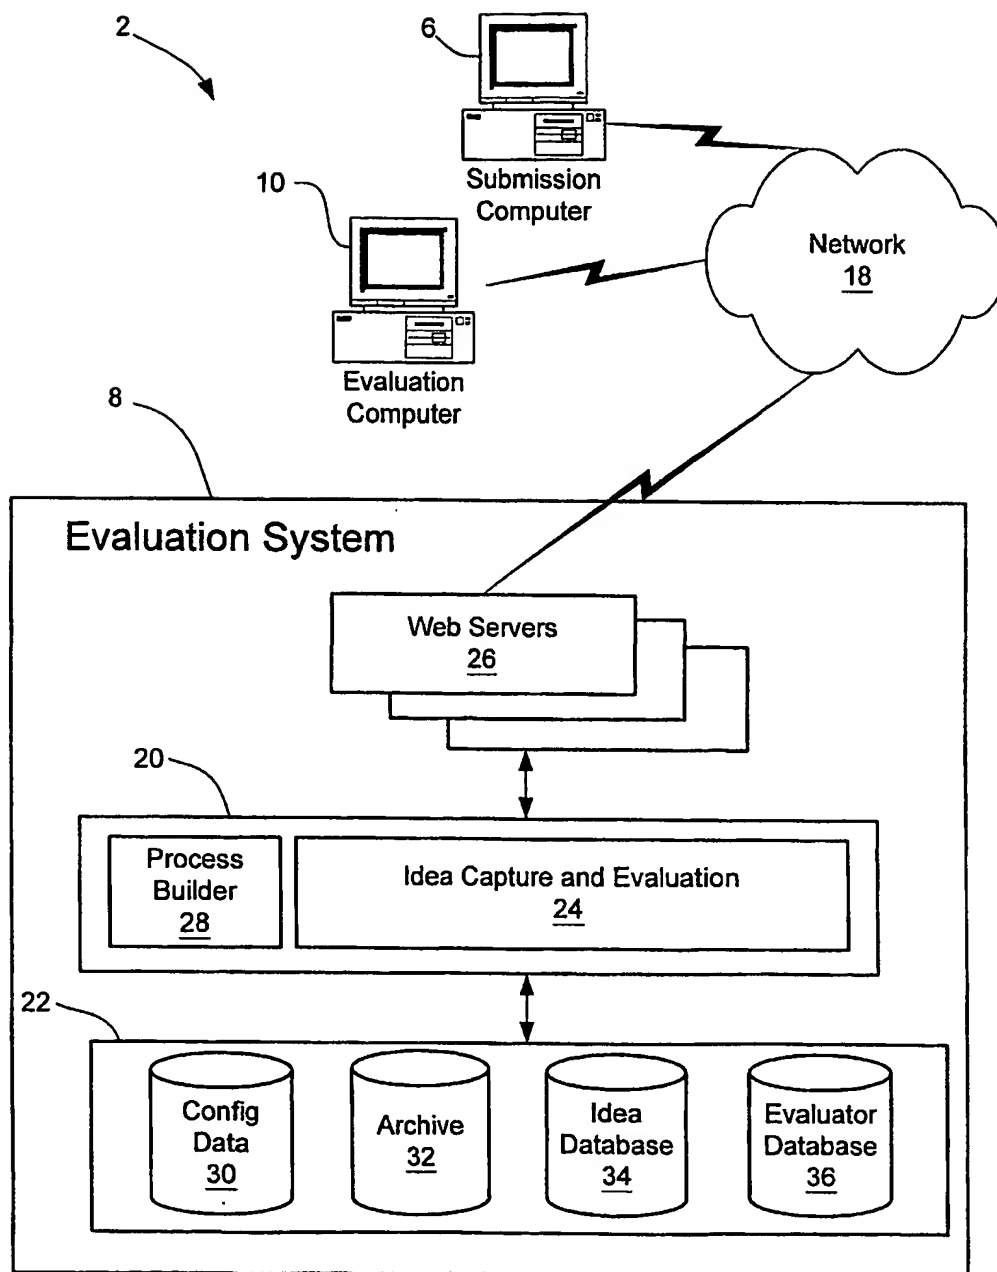 2
6
Submission
Computer
10
Network
18
Evaluation
Computer
8
Evaluation System
Web Servers
26
20
Process
Builder
28
Idea Capture and Evaluation
24
22
Config
Data
30
Archive
32
Idea
Database
34
Evaluator
Database
36